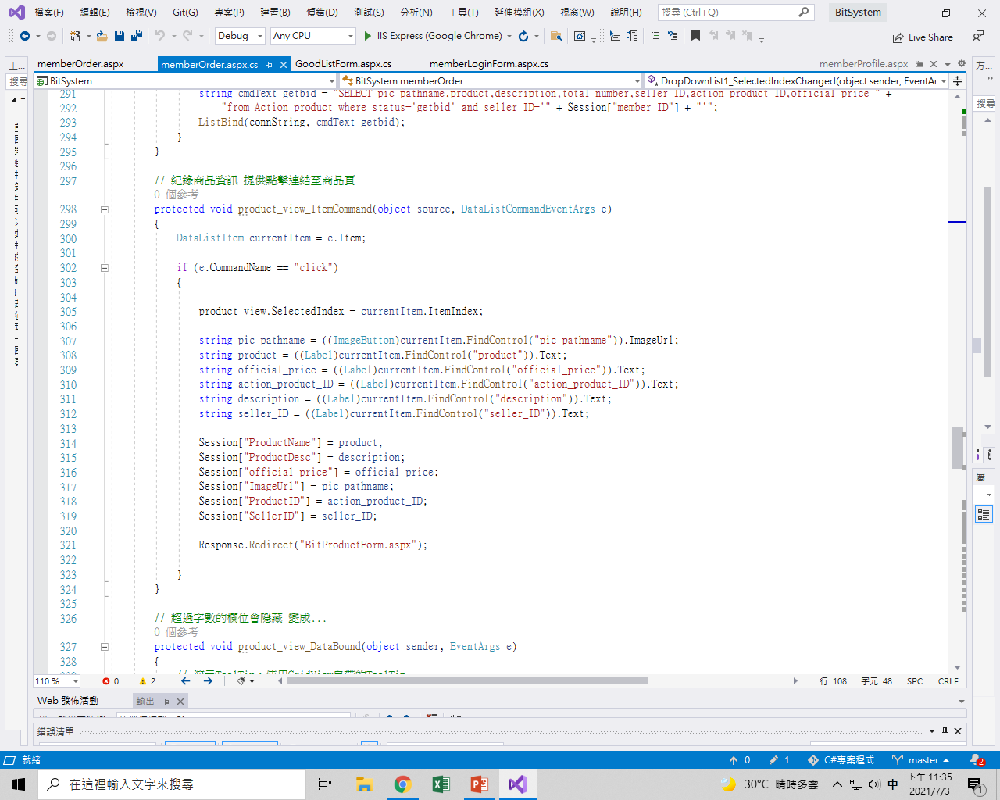 檔案(F) 編輯(E) 檢視(V) Git(G) 專案(P) 建置(B) 偵錯(D) 測試(S) 分析(N) 工具(T) 延伸模組(X) 視窗(W) 說明(H) 搜尋 (Ctrl+Q) BitSystem
Debug Any CPU IIS Express (Google Chrome) Live Share
工... memberOrder.aspx memberOrder.aspx.cs GoodListForm.aspx.cs memberLoginForm.aspx.cs memberProfile.aspx 方...
搜尋 BitSystem BitSystem.memberOrder DropDownList1_SelectedIndexChanged(object sender, EventAr
搜尋
291 string cmdText_getbid = "SELECT pic_pathname,product,description,total_number,seller_ID,action_product_ID,official_price " +
292 "from Action_product where status='getbid' and seller_ID='" + Session["member_ID"] + "'";
293 ListBind(connString, cmdText_getbid);
294 }
295 }
296
297 // 紀錄商品資訊 提供點擊連結至商品頁
0 個參考
298 protected void product_view_ItemCommand(object source, DataListCommandEventArgs e)
299 {
300 DataListItem currentItem = e.Item;
301
302 if (e.CommandName == "click")
303 {
304
305 product_view.SelectedIndex = currentItem.ItemIndex;
306
307 string pic_pathname = ((ImageButton)currentItem.FindControl("pic_pathname")).ImageUrl;
308 string product = ((Label)currentItem.FindControl("product")).Text;
309 string official_price = ((Label)currentItem.FindControl("official_price")).Text;
310 string action_product_ID = ((Label)currentItem.FindControl("action_product_ID")).Text;
311 string description = ((Label)currentItem.FindControl("description")).Text;
312 string seller_ID = ((Label)currentItem.FindControl("seller_ID")).Text;
313
314 Session["ProductName"] = product;
315 Session["ProductDesc"] = description;
316 Session["official_price"] = official_price;
317 Session["ImageUrl"] = pic_pathname;
318 Session["ProductID"] = action_product_ID;
319 Session["SellerID"] = seller_ID;
320
321 Response.Redirect("BitProductForm.aspx");
322
323 }
324 }
325
326 // 超過字數的欄位會隱藏 變成...
0 個參考
327 protected void product_view_DataBound(object sender, EventArgs e)
328 {
屬...
110 % 0 2 行: 108 字元: 48 SPC CRLF
Web 發佈活動 輸出
錯誤清單
就緒 0 1 C#專案程式 master 2
在這裡輸入文字來搜尋 30°C 晴時多雲 中 下午 11:35
2021/7/3 1